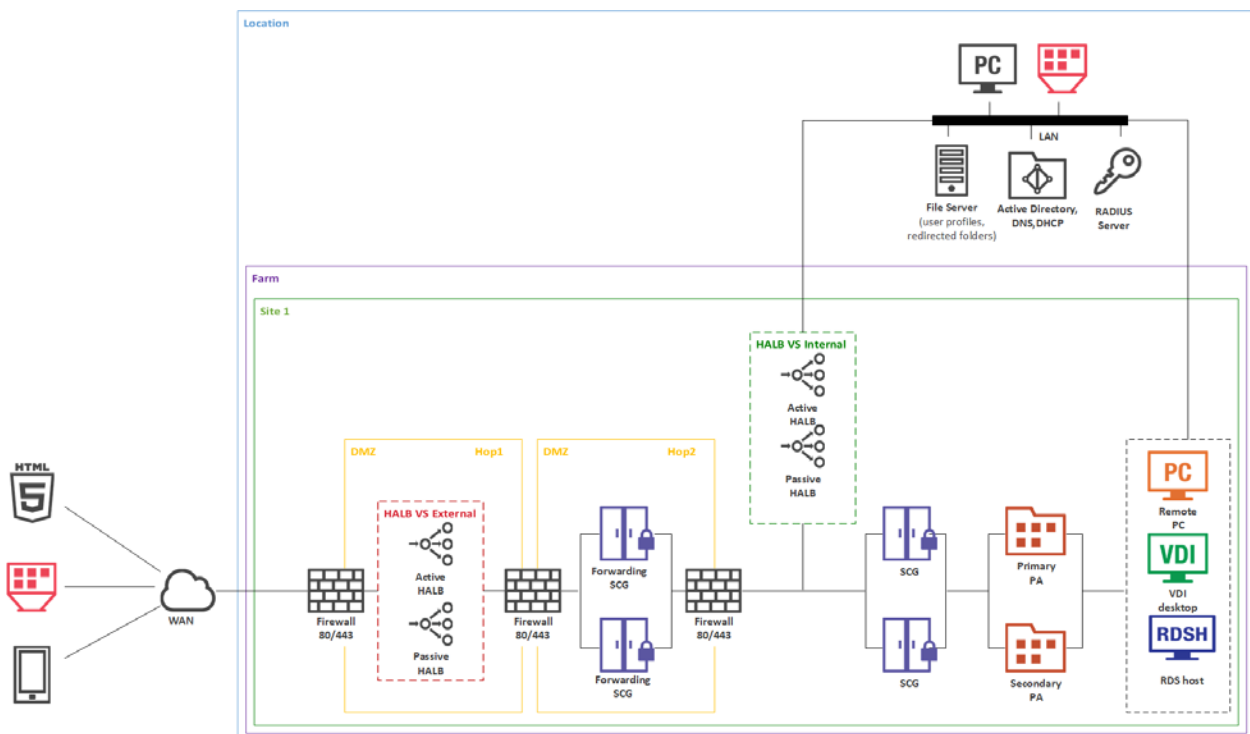 Location
PC
LAN
File Server
(user profiles,
redirected folders)
Active Directory,
DNS,DHCP
RADIUS
Server
Farm
Site 1
HALB VS Internal
Active
HALB
Passive
HALB
DMZ
Hop1
DMZ
Hop2
HALB VS External
Active
HALB
Passive
HALB
HTML
5
WAN
Firewall
80/443
Firewall
80/443
Forwarding
SCG
Forwarding
SCG
Firewall
80/443
SCG
SCG
Primary
PA
Secondary
PA
PC
Remote
PC
VDI
VDI
desktop
RDSH
RDS host